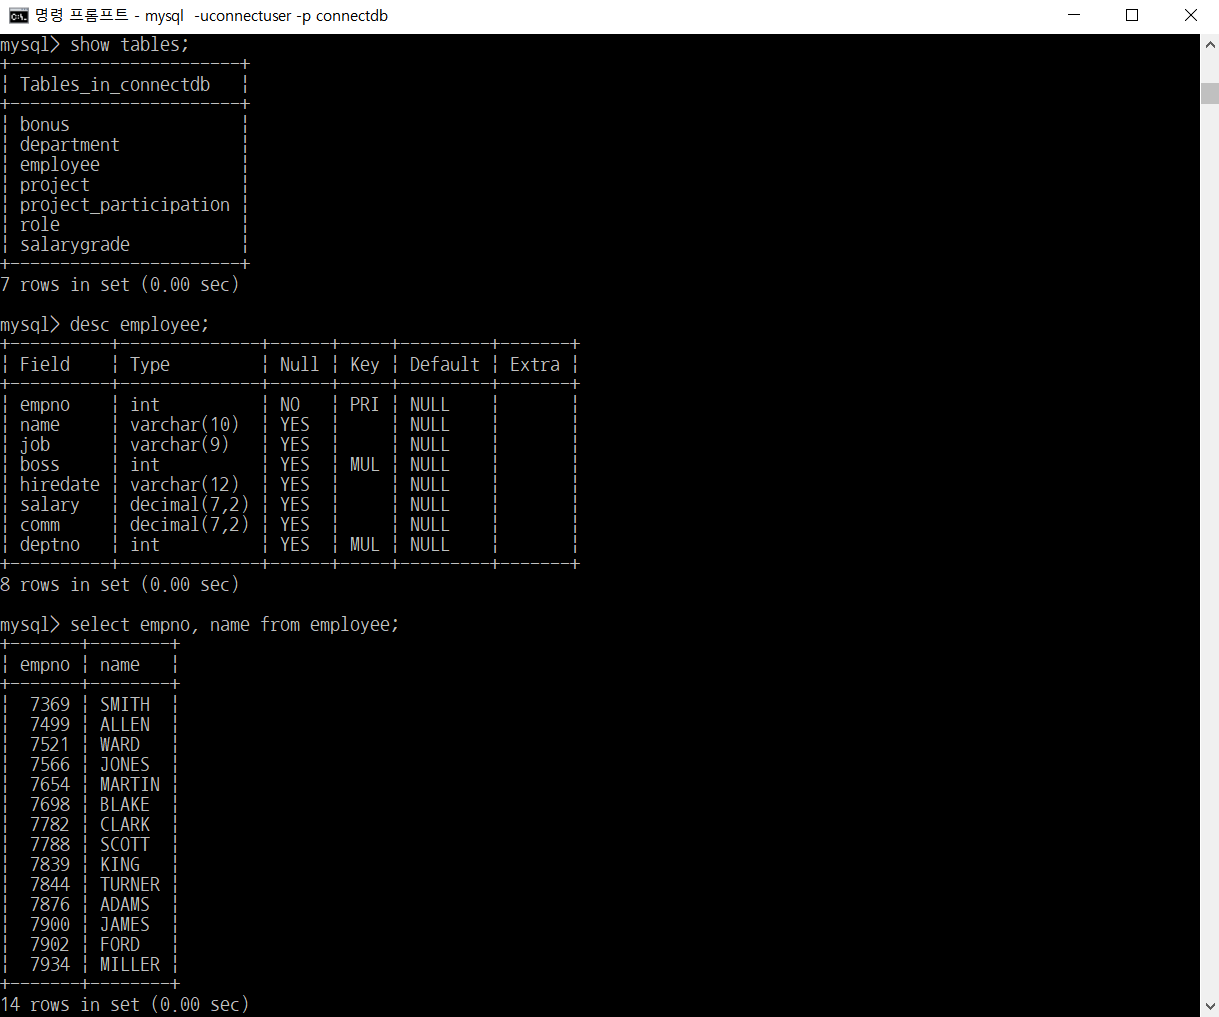 명령 프롬프트 - mysql  -uconnectuser -p connectdb
mysql> show tables;
+-----------------------+
| Tables_in_connectdb   |
+-----------------------+
| bonus                 |
| department            |
| employee              |
| project               |
| project_participation |
| role                  |
| salarygrade           |
+-----------------------+
7 rows in set (0.00 sec)
mysql> desc employee;
+----------+--------------+------+-----+---------+-------+
| Field    | Type         | Null | Key | Default | Extra |
+----------+--------------+------+-----+---------+-------+
| empno    | int          | NO   | PRI | NULL    |       |
| name     | varchar(10)  | YES  |     | NULL    |       |
| job      | varchar(9)   | YES  |     | NULL    |       |
| boss     | int          | YES  | MUL | NULL    |       |
| hiredate | varchar(12)  | YES  |     | NULL    |       |
| salary   | decimal(7,2) | YES  |     | NULL    |       |
| comm     | decimal(7,2) | YES  |     | NULL    |       |
| deptno   | int          | YES  | MUL | NULL    |       |
+----------+--------------+------+-----+---------+-------+
8 rows in set (0.00 sec)
mysql> select empno, name from employee;
+-------+--------+
| empno | name   |
+-------+--------+
|  7369 | SMITH  |
|  7499 | ALLEN  |
|  7521 | WARD   |
|  7566 | JONES  |
|  7654 | MARTIN |
|  7698 | BLAKE  |
|  7782 | CLARK  |
|  7788 | SCOTT  |
|  7839 | KING   |
|  7844 | TURNER |
|  7876 | ADAMS  |
|  7900 | JAMES  |
|  7902 | FORD   |
|  7934 | MILLER |
+-------+--------+
14 rows in set (0.00 sec)